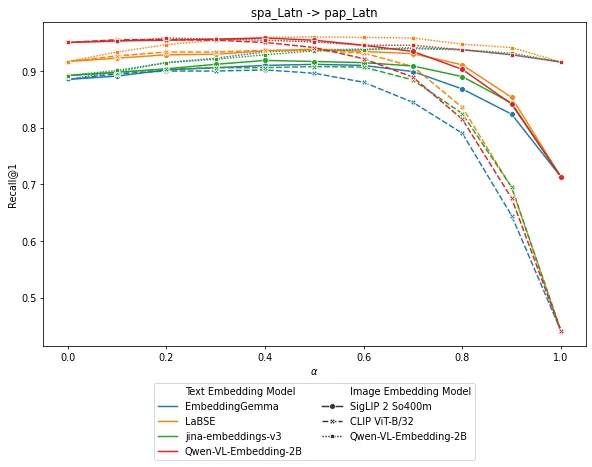 spa_Latn -> pap_Latn
Recall@1
0.9
0.8
0.7
0.6
0.5
0.0 0.2 0.4 0.6 0.8 1.0
α
Text Embedding Model
EmbeddingGemma
LaBSE
jina-embeddings-v3
Qwen-VL-Embedding-2B
Image Embedding Model
SigLIP 2 So400m
CLIP ViT-B/32
Qwen-VL-Embedding-2B